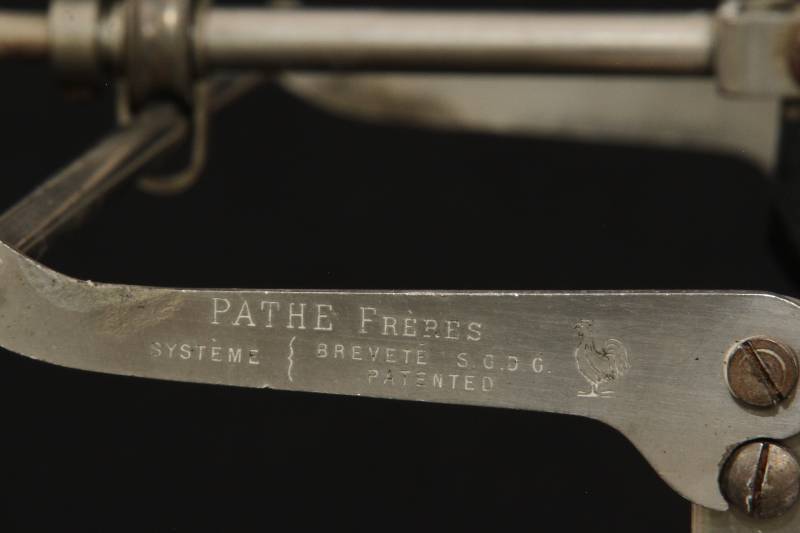 PATHE FRÈRES
SYSTÈME { BREVETÉ S.G.D.G.
PATENTED